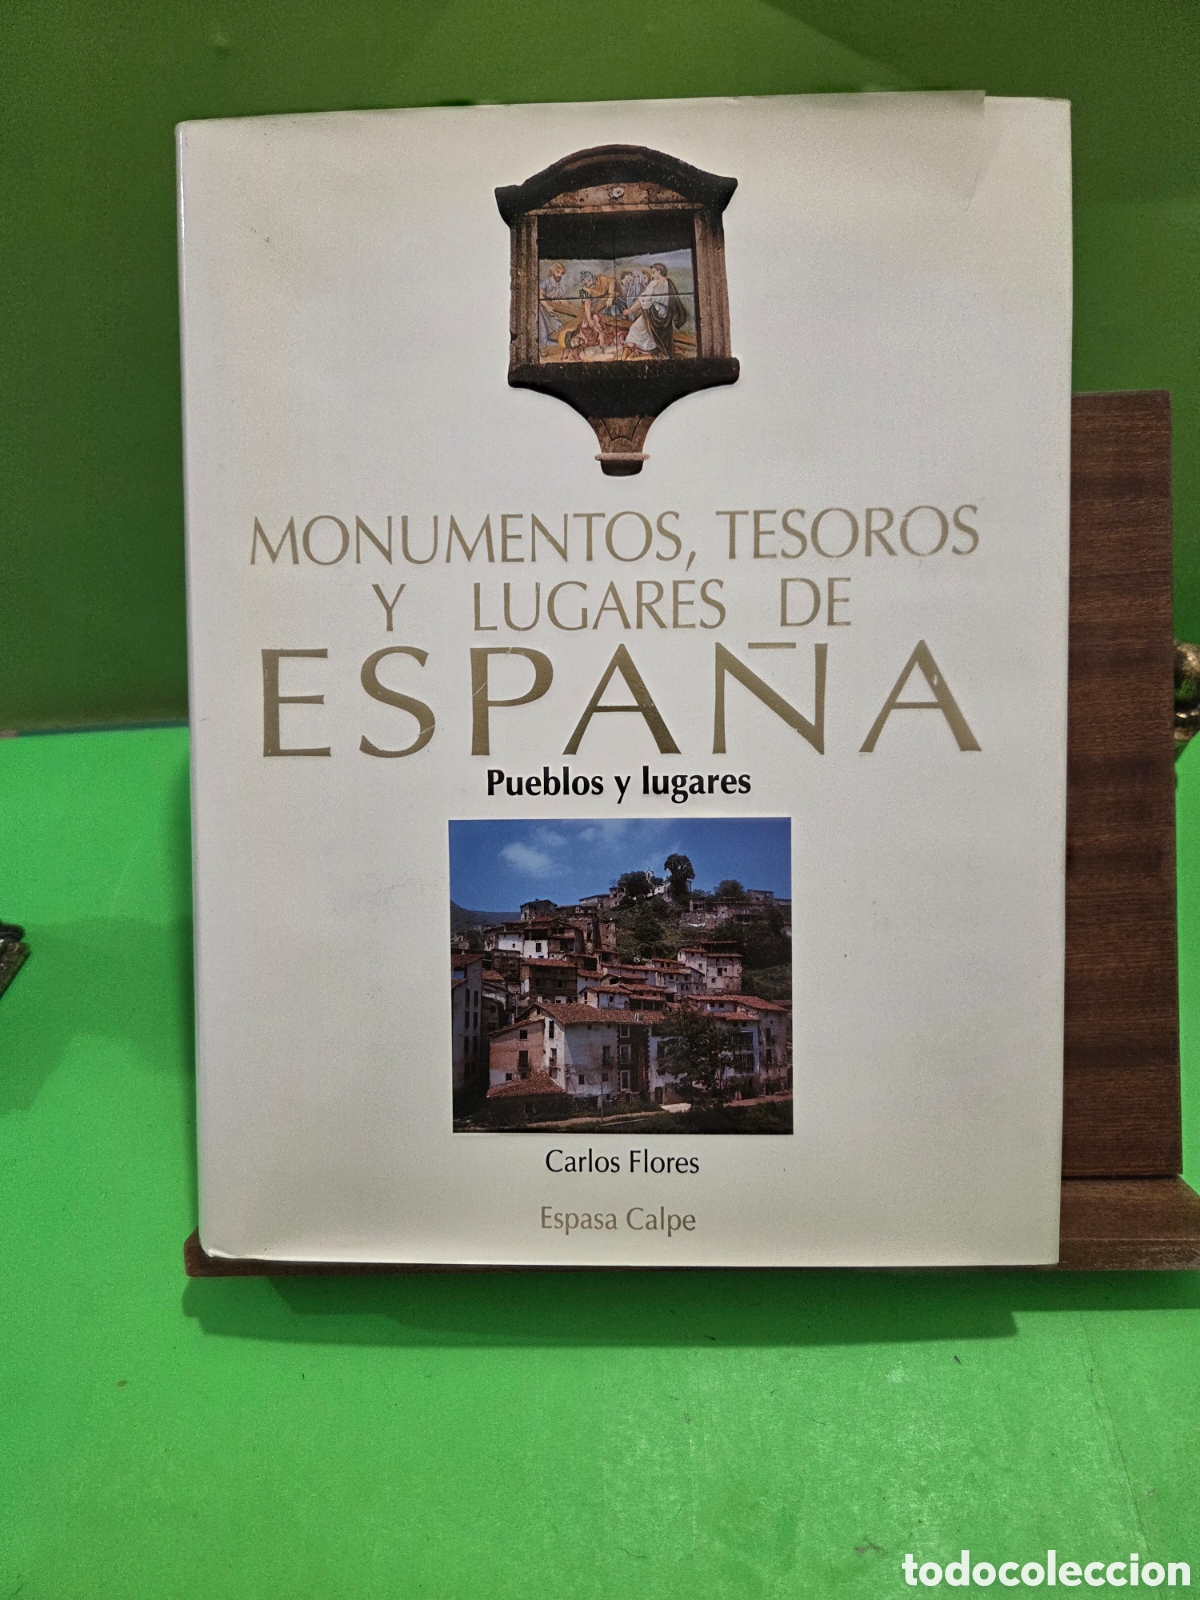 MONUMENTOS, TESOROS
Y LUGARES DE
ESPAÑA
Pueblos y lugares
Carlos Flores
Espasa Calpe
todocoleccion